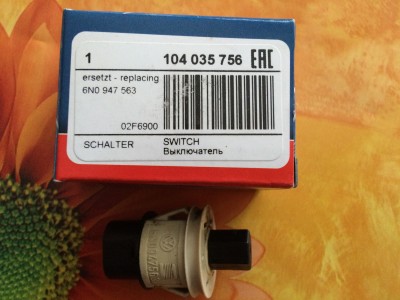 1 104 035 756 EAC
ersetzt - replacing
6N0 947 563
02F6900
SCHALTER SWITCH
Выключатель